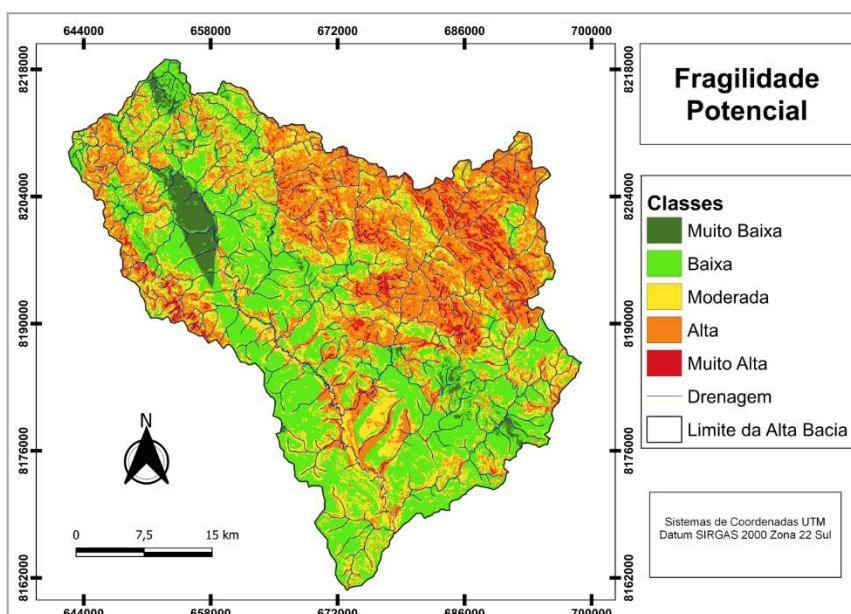 644000 658000 672000 686000 700000
8218000 8218000
8204000 8204000
8190000 8190000
8176000 8176000
8162000 8162000
N
0 7,5 15 km
644000 658000 672000 686000 700000
Fragilidade
Potencial
Classes
Muito Baixa
Baixa
Moderada
Alta
Muito Alta
Drenagem
Limite da Alta Bacia
Sistemas de Coordenadas UTM
Datum SIRGAS 2000 Zona 22 Sul